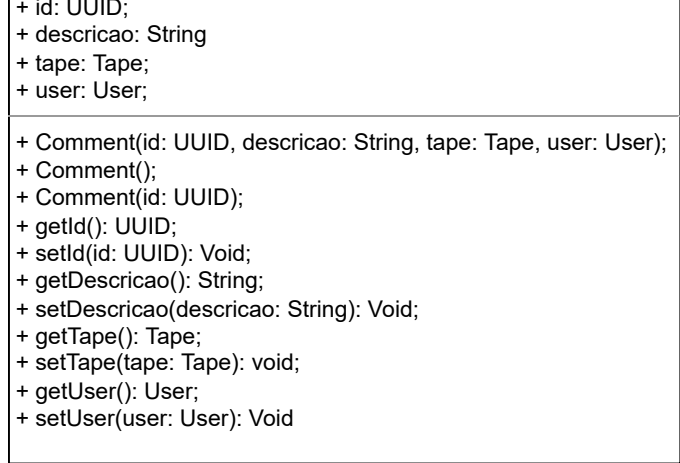 + id: UUID;
+ descricao: String
+ tape: Tape;
+ user: User;
+ Comment(id: UUID, descricao: String, tape: Tape, user: User);
+ Comment();
+ Comment(id: UUID);
+ getId(): UUID;
+ setId(id: UUID): Void;
+ getDescricao(): String;
+ setDescricao(descricao: String): Void;
+ getTape(): Tape;
+ setTape(tape: Tape): void;
+ getUser(): User;
+ setUser(user: User): Void